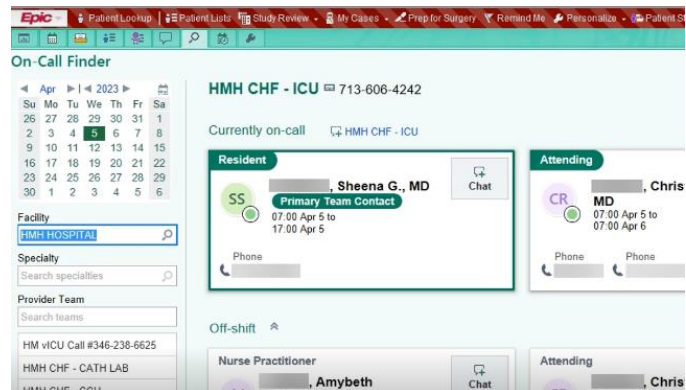 Epic Patient Lookup Patient Lists Study Review My Cases Prep for Surgery Remind Me Personalize Patient St
On-Call Finder
Apr 2023
Su Mo Tu We Th Fr Sa
26 27 28 29 30 31 1
2 3 4 5 6 7 8
9 10 11 12 13 14 15
16 17 18 19 20 21 22
23 24 25 26 27 28 29
30 1 2 3 4 5 6
Facility
HMH HOSPITAL
Specialty
Search specialties
Provider Team
Search teams
HM vICU Call #346-238-6625
HMH CHF - CATH LAB
HMH CHF - CCU
HMH CHF - ICU 713-606-4242
Currently on-call HMH CHF - ICU
Resident
SS
, Sheena G., MD
Primary Team Contact
07:00 Apr 5 to
17:00 Apr 5
Chat
Phone
Attending
CR
, Chris
MD
07:00 Apr 5 to
07:00 Apr 6
Phone Phone
Off-shift
Nurse Practitioner
, Amybeth
Chat
Attending
, Chris